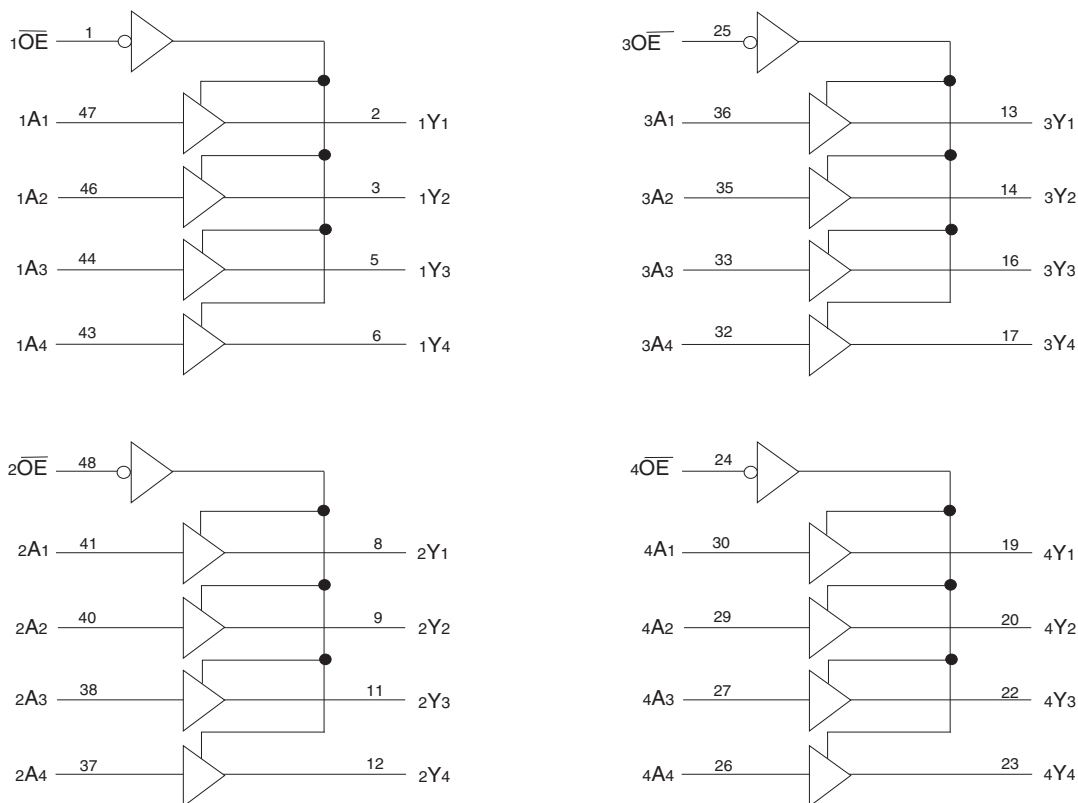 1OE 1
1A1 47 2 1Y1
1A2 46 3 1Y2
1A3 44 5 1Y3
1A4 43 6 1Y4
3OE 25
3A1 36 13 3Y1
3A2 35 14 3Y2
3A3 33 16 3Y3
3A4 32 17 3Y4
2OE 48
2A1 41 8 2Y1
2A2 40 9 2Y2
2A3 38 11 2Y3
2A4 37 12 2Y4
4OE 24
4A1 30 19 4Y1
4A2 29 20 4Y2
4A3 27 22 4Y3
4A4 26 23 4Y4